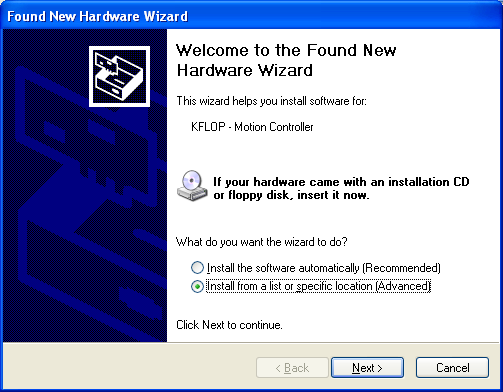 Found New Hardware Wizard
Welcome to the Found New
Hardware Wizard
This wizard helps you install software for:
KFLOP - Motion Controller
If your hardware came with an installation CD
or floppy disk, insert it now.
What do you want the wizard to do?
Install the software automatically (Recommended)
Install from a list or specific location (Advanced)
Click Next to continue.
< Back
Next >
Cancel